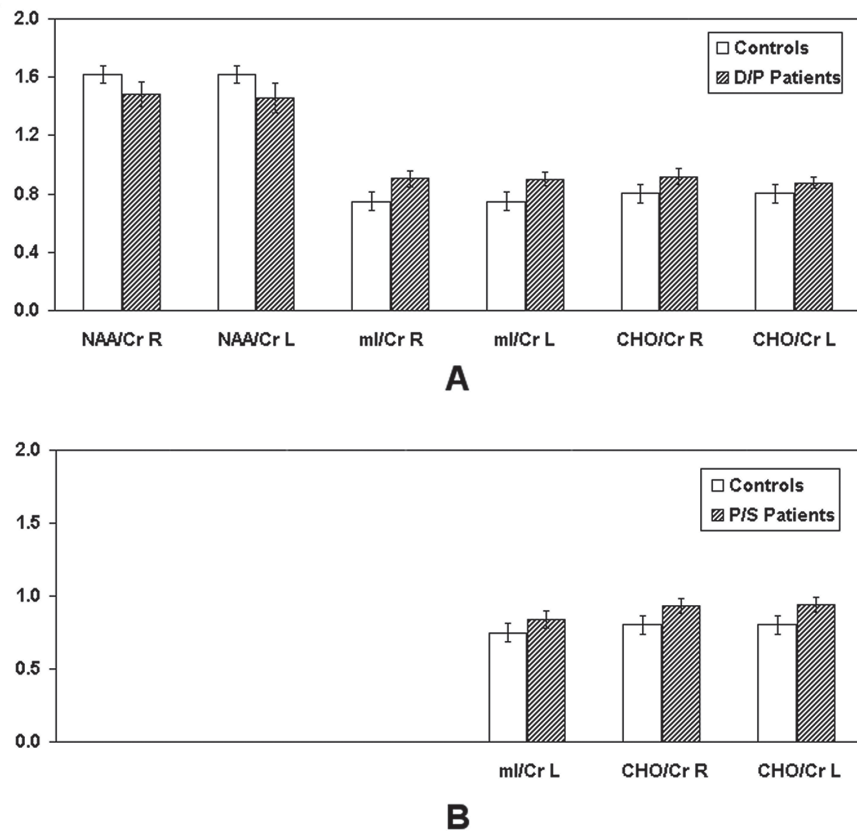 2.0
Controls
D/P Patients
1.6
1.2
0.8
0.4
0.0
NAA/Cr R NAA/Cr L mI/Cr R mI/Cr L CHO/Cr R CHO/Cr L
A
2.0
Controls
P/S Patients
1.5
1.0
0.5
0.0
mI/Cr L CHO/Cr R CHO/Cr L
B